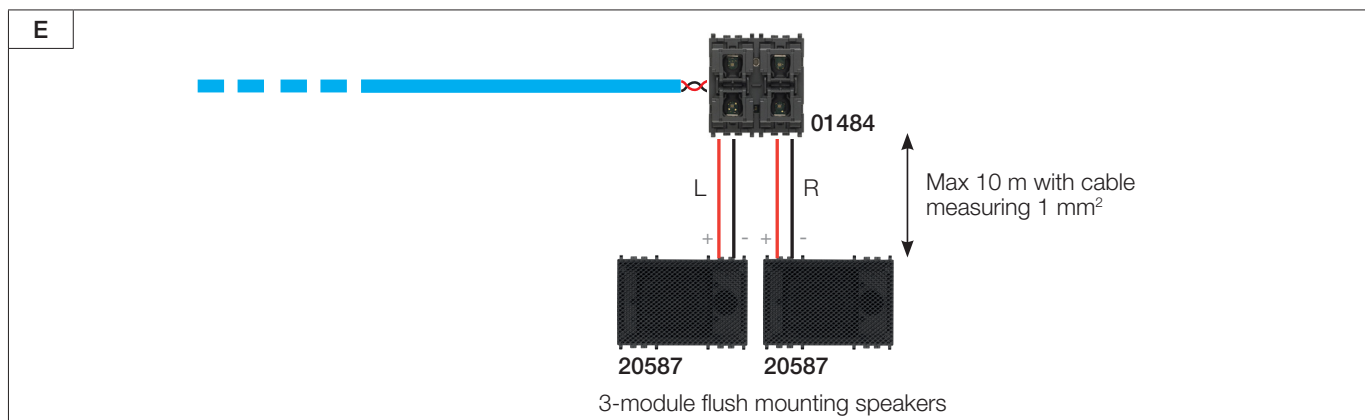 E
01484
L
R
Max 10 m with cable
measuring 1 mm²
+ - + -
20587 20587
3-module flush mounting speakers